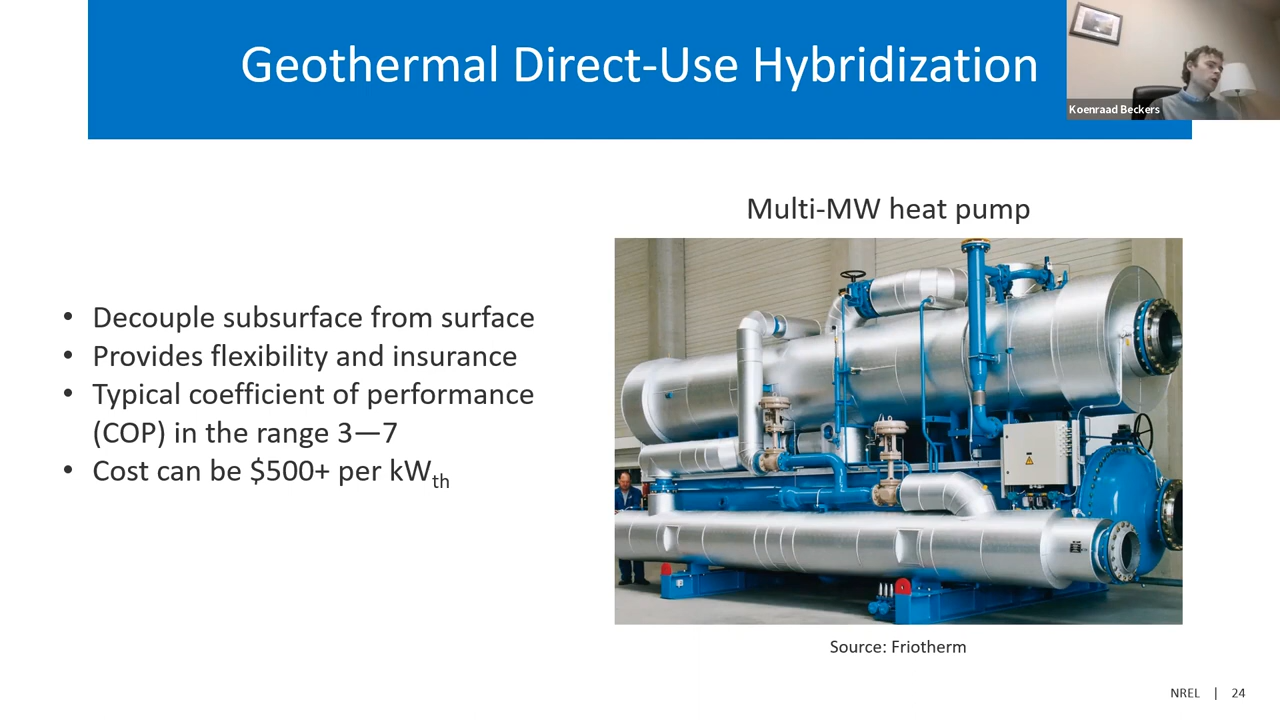 Geothermal Direct-Use Hybridization
Koenraad Beckers
Multi-MW heat pump
• Decouple subsurface from surface
• Provides flexibility and insurance
• Typical coefficient of performance
(COP) in the range 3—7
• Cost can be $500+ per kWth
Source: Friotherm
NREL | 24